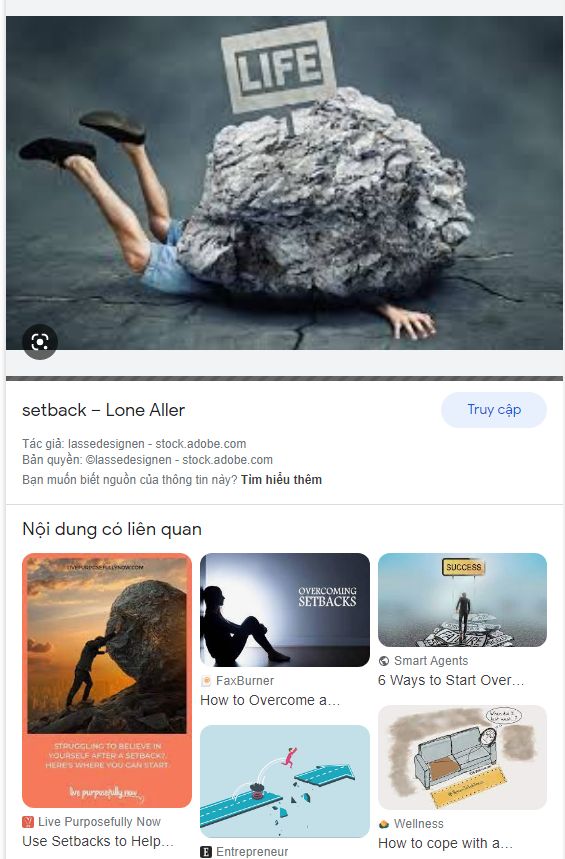 LIFE
setback – Lone Aller
Truy cập
Tác giả: lassedesignen - stock.adobe.com
Bản quyền: ©lassedesignen - stock.adobe.com
Bạn muốn biết nguồn của thông tin này? Tìm hiểu thêm
Nội dung có liên quan
LIVEPURPOSEFULLYNOW.COM
STRUGGLING TO BELIEVE IN
YOURSELF AFTER A SETBACK?
HERE'S WHERE YOU CAN START.
live purposefully now
Live Purposefully Now
Use Setbacks to Help…
OVERCOMING
SETBACKS
FaxBurner
How to Overcome a…
E Entrepreneur
SUCCESS
Smart Agents
6 Ways to Start Over…
Wellness
How to cope with a…